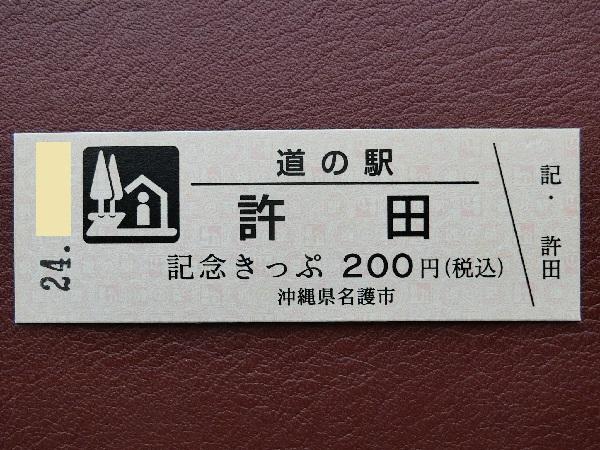 24.
道の駅
許田
記念きっぷ 200円(税込)
沖縄県名護市
記・許田